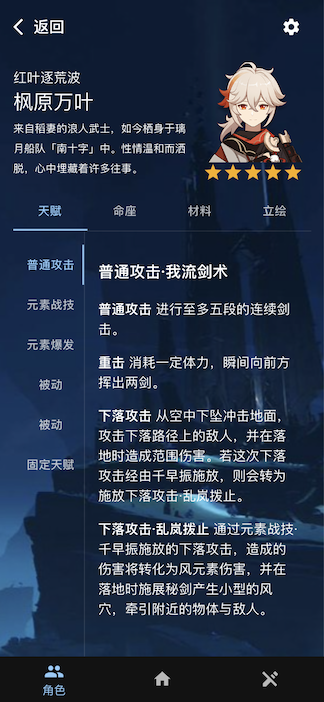 返回
红叶逐荒波
枫原万叶
来自稻妻的浪人武士，如今栖身于璃
月船队「南十字」中。性情温和而洒
脱，心中埋藏着许多往事。
天赋 命座 材料 立绘
普通攻击
元素战技
元素爆发
被动
被动
固定天赋
普通攻击·我流剑术
普通攻击 进行至多五段的连续剑
击。
重击 消耗一定体力，瞬间向前方
挥出两剑。
下落攻击 从空中下坠冲击地面，
攻击下落路径上的敌人，并在落
地时造成范围伤害。若这次下落
攻击经由千早振施放，则会转为
施放下落攻击·乱岚拨止。
下落攻击·乱岚拨止 通过元素战技·
千早振施放的下落攻击，造成的
伤害将转化为风元素伤害，并在
落地时施展秘剑产生小型的风
穴，牵引附近的物体与敌人。
角色